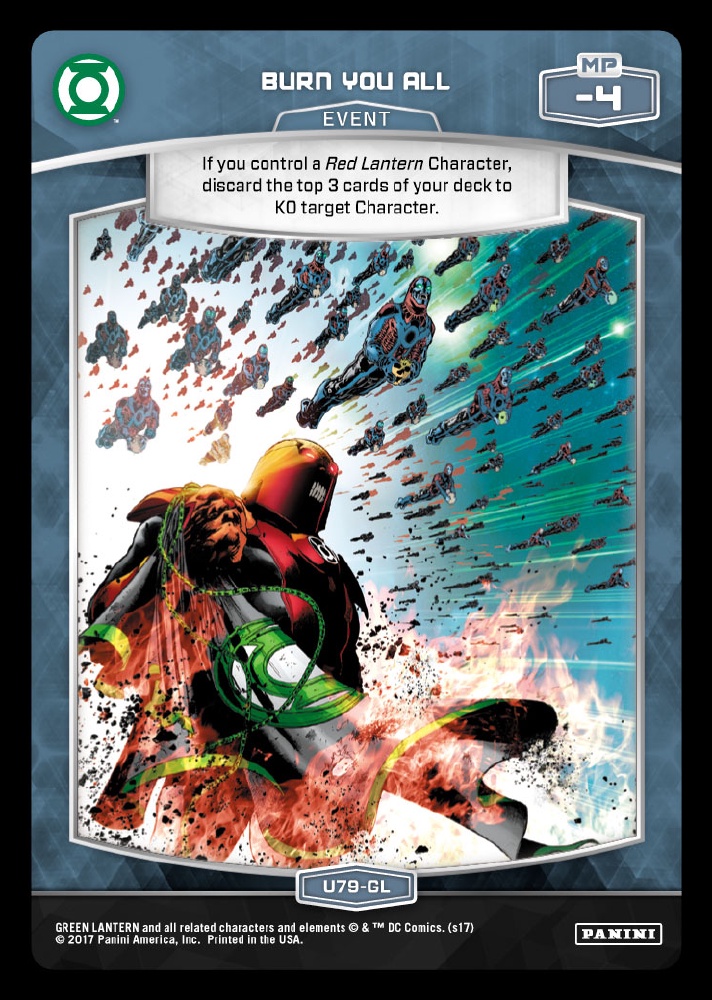 BURN YOU ALL
MP
-4
EVENT
If you control a Red Lantern Character,
discard the top 3 cards of your deck to
KO target Character.
U79-GL
GREEN LANTERN and all related characters and elements © & ™ DC Comics. (s17)
© 2017 Panini America, Inc. Printed in the USA.
PANINI